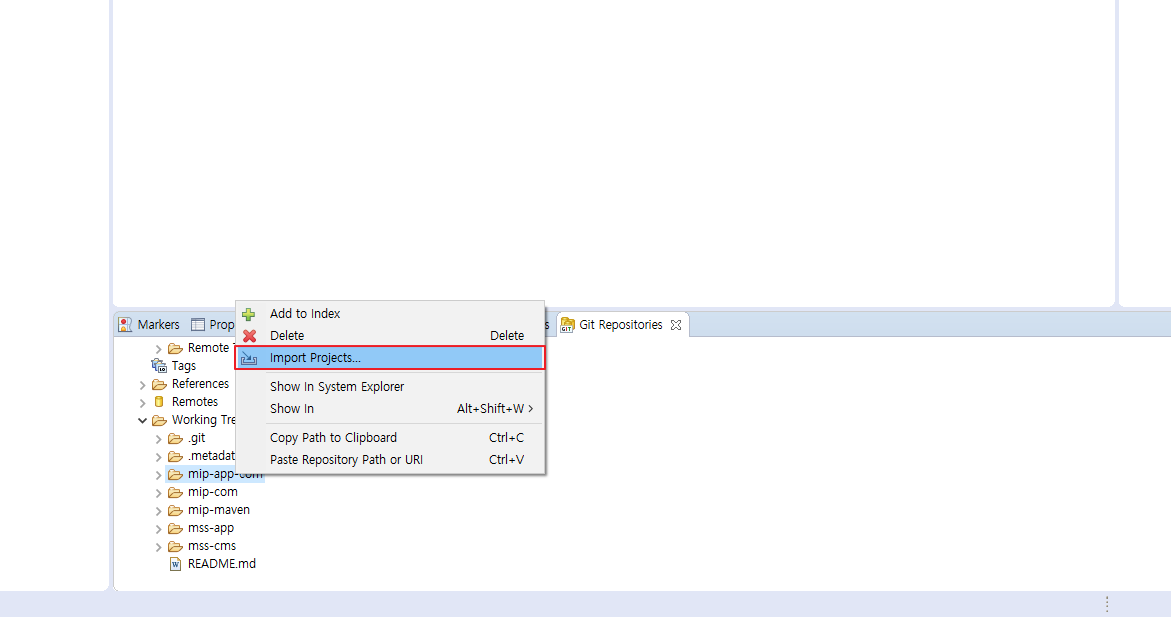 Markers
Prop
s
Git Repositories
Add to Index
Delete Delete
Import Projects...
Show In System Explorer
Show In Alt+Shift+W
Copy Path to Clipboard Ctrl+C
Paste Repository Path or URI Ctrl+V
Remote
Tags
References
Remotes
Working Tre
.git
.metadat
mip-app-com
mip-com
mip-maven
mss-app
mss-cms
README.md